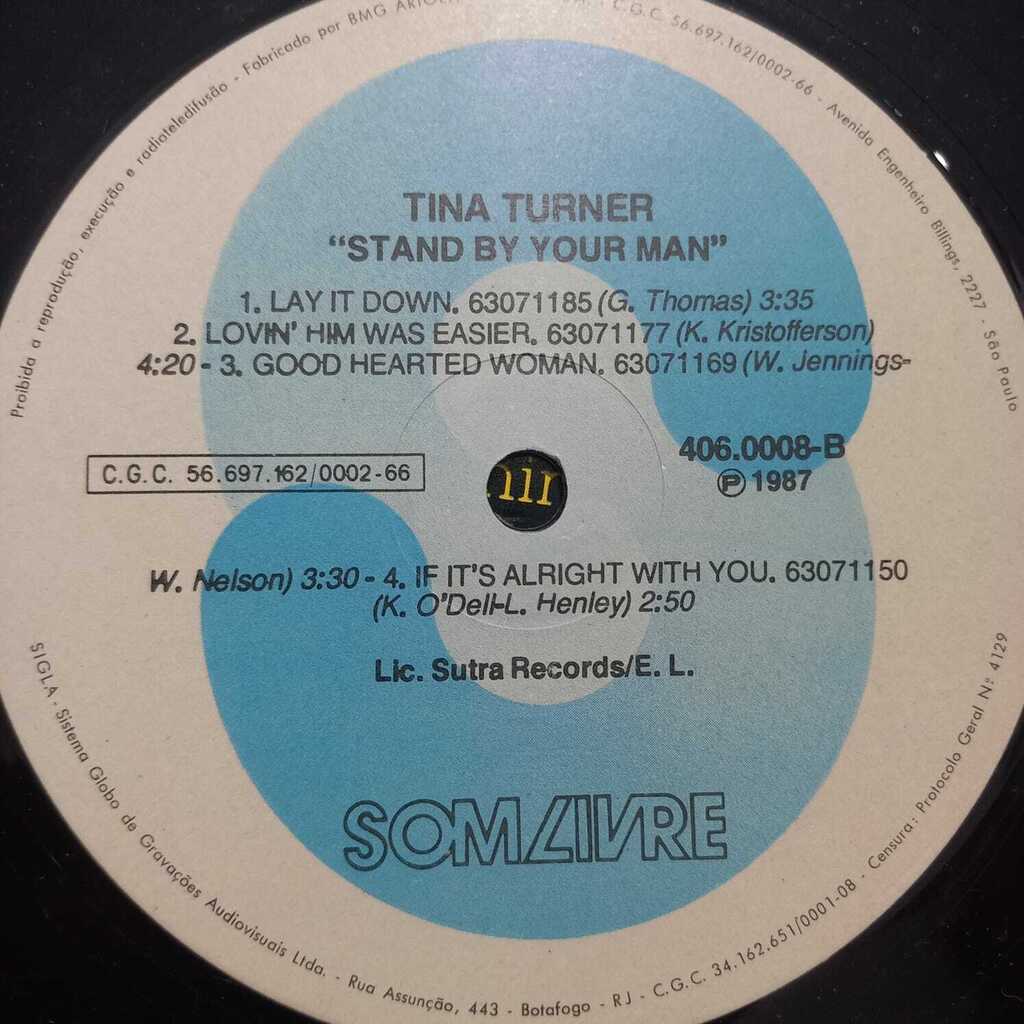 TINA TURNER
"STAND BY YOUR MAN"
1. LAY IT DOWN. 63071185 (G. Thomas) 3:35
2. LOVIN' HIM WAS EASIER. 63071177 (K. Kristofferson)
4:20 - 3. GOOD HEARTED WOMAN. 63071169 (W. Jennings-
C.G.C. 56.697.162/0002-66
406.0008-B
Ⓟ 1987
W. Nelson) 3:30 - 4. IF IT'S ALRIGHT WITH YOU. 63071150
(K. O'Dell-L. Henley) 2:50
Lic. Sutra Records/E. L.
SOM LIVRE
Proibida a reprodução, execução e radioteledifusão - Fabricado por BMG
C.G.C. 56.697.162/0002-66 - Avenida Engenheiro Billings, 2227 - São Paulo
SIGLA - Sistema Globo de Gravações Audiovisuais Ltda. - Rua Assunção, 443 - Botafogo - RJ - C.G.C. 34.162.651/0001-08 - Censura: Protocolo Geral Nº 4129